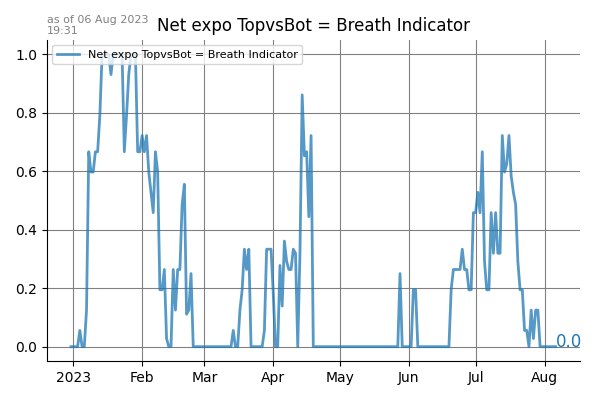 as of 06 Aug 2023
19:31
Net expo TopvsBot = Breath Indicator
Net expo TopvsBot = Breath Indicator
1.0
0.8
0.6
0.4
0.2
0.0
0.0
2023 Feb Mar Apr May Jun Jul Aug